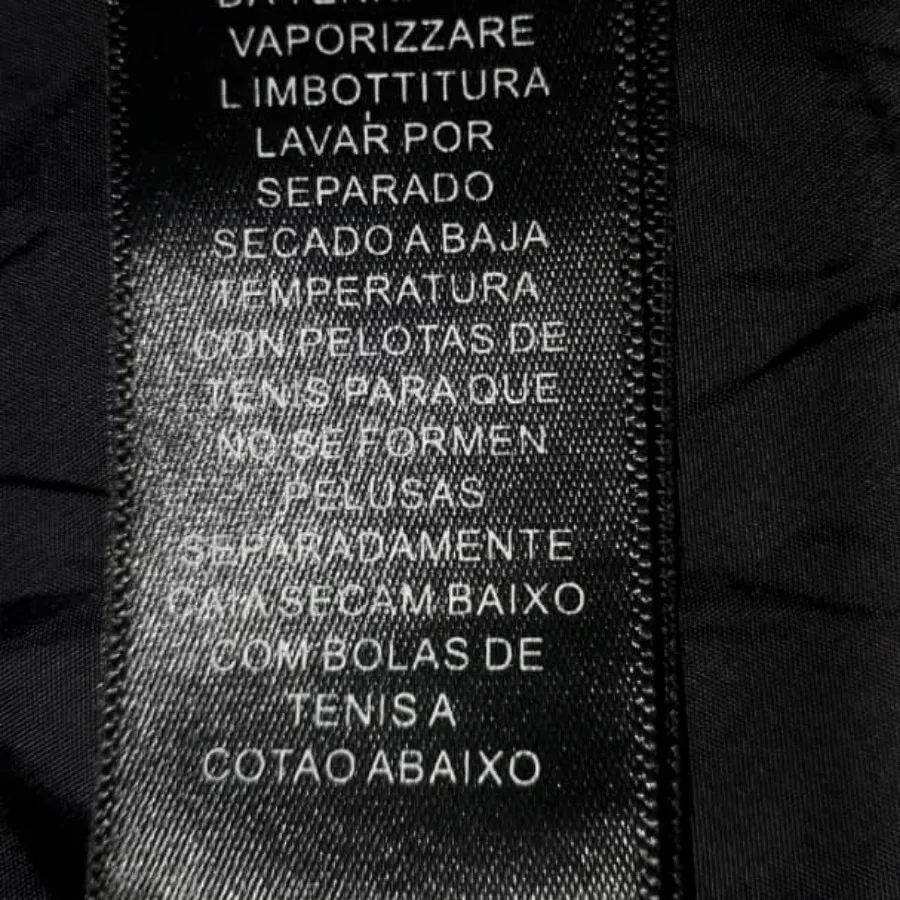 VAPORIZZARE
L IMBOTTITURA
LAVAR POR
SEPARADO
SECADO A BAJA
TEMPERATURA
CON PELOTAS DE
TENIS PARA QUE
NO SE FORMEN
PELUSAS
SEPARADAMENTE
SECAM BAIXO
COM BOLAS DE
TENIS A
COTAO ABAIXO